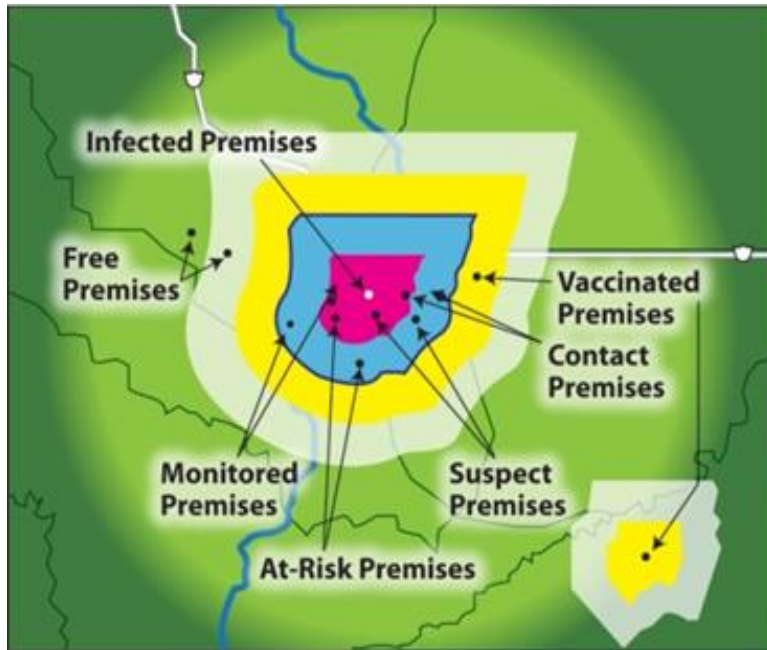 Infected Premises
Free
Premises
Vaccinated
Premises
Contact
Premises
Monitored
Premises
Suspect
Premises
At-Risk Premises